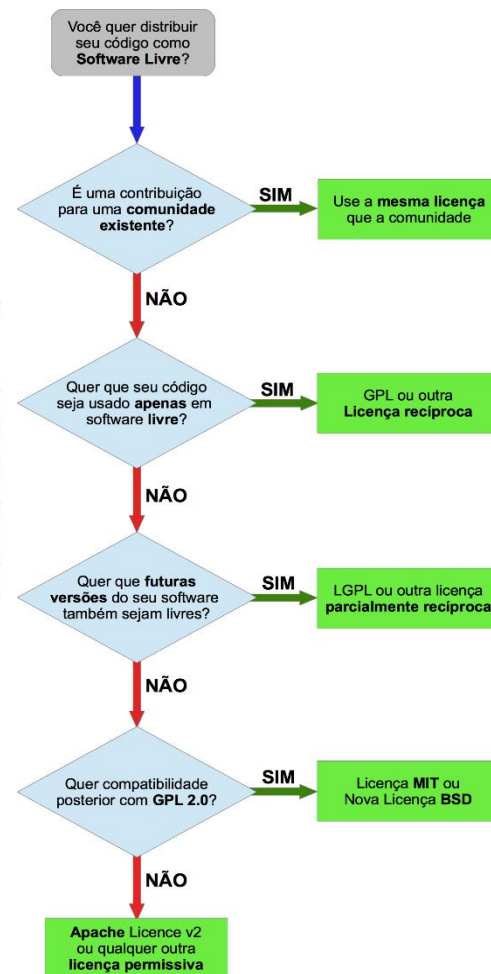 Você quer distribuir
seu código como
Software Livre?
É uma contribuição
para uma comunidade
existente?
SIM
Use a mesma licença
que a comunidade
NÃO
Quer que seu código
seja usado apenas em
software livre?
SIM
GPL ou outra
Licença recíproca
NÃO
Quer que futuras
versões do seu software
também sejam livres?
SIM
LGPL ou outra licença
parcialmente recíproca
NÃO
Quer compatibilidade
posterior com GPL 2.0?
SIM
Licença MIT ou
Nova Licença BSD
NÃO
Apache Licence v2
ou qualquer outra
licença permissiva